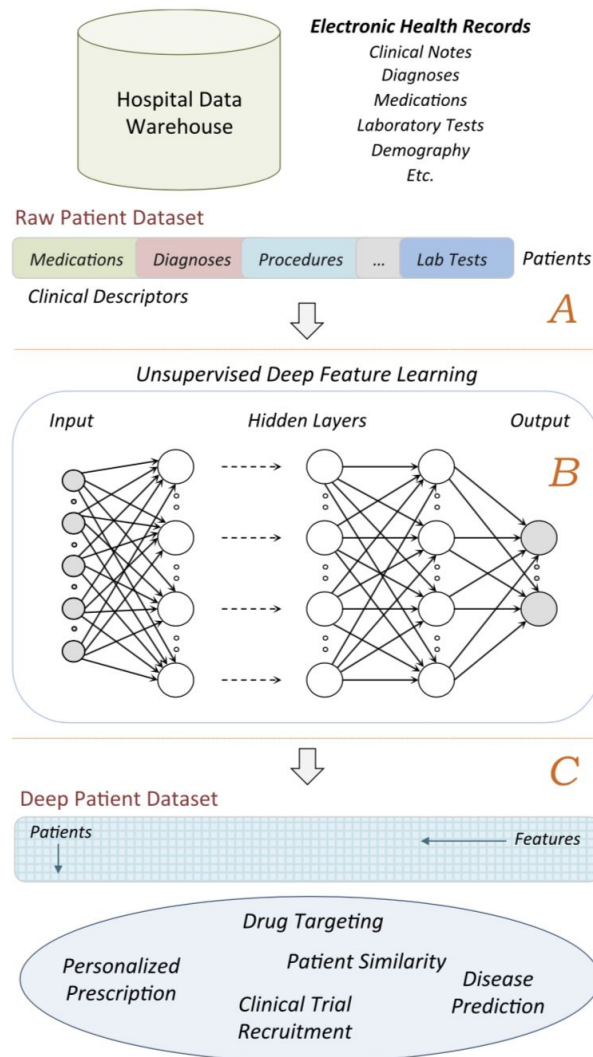 Electronic Health Records
Clinical Notes
Diagnoses
Medications
Laboratory Tests
Demography
Etc.
Hospital Data
Warehouse
Raw Patient Dataset
Medications Diagnoses Procedures ... Lab Tests Patients
Clinical Descriptors
A
Unsupervised Deep Feature Learning
Input Hidden Layers Output
B
C
Deep Patient Dataset
Patients Features
Drug Targeting
Personalized
Prescription
Patient Similarity
Clinical Trial
Recruitment
Disease
Prediction